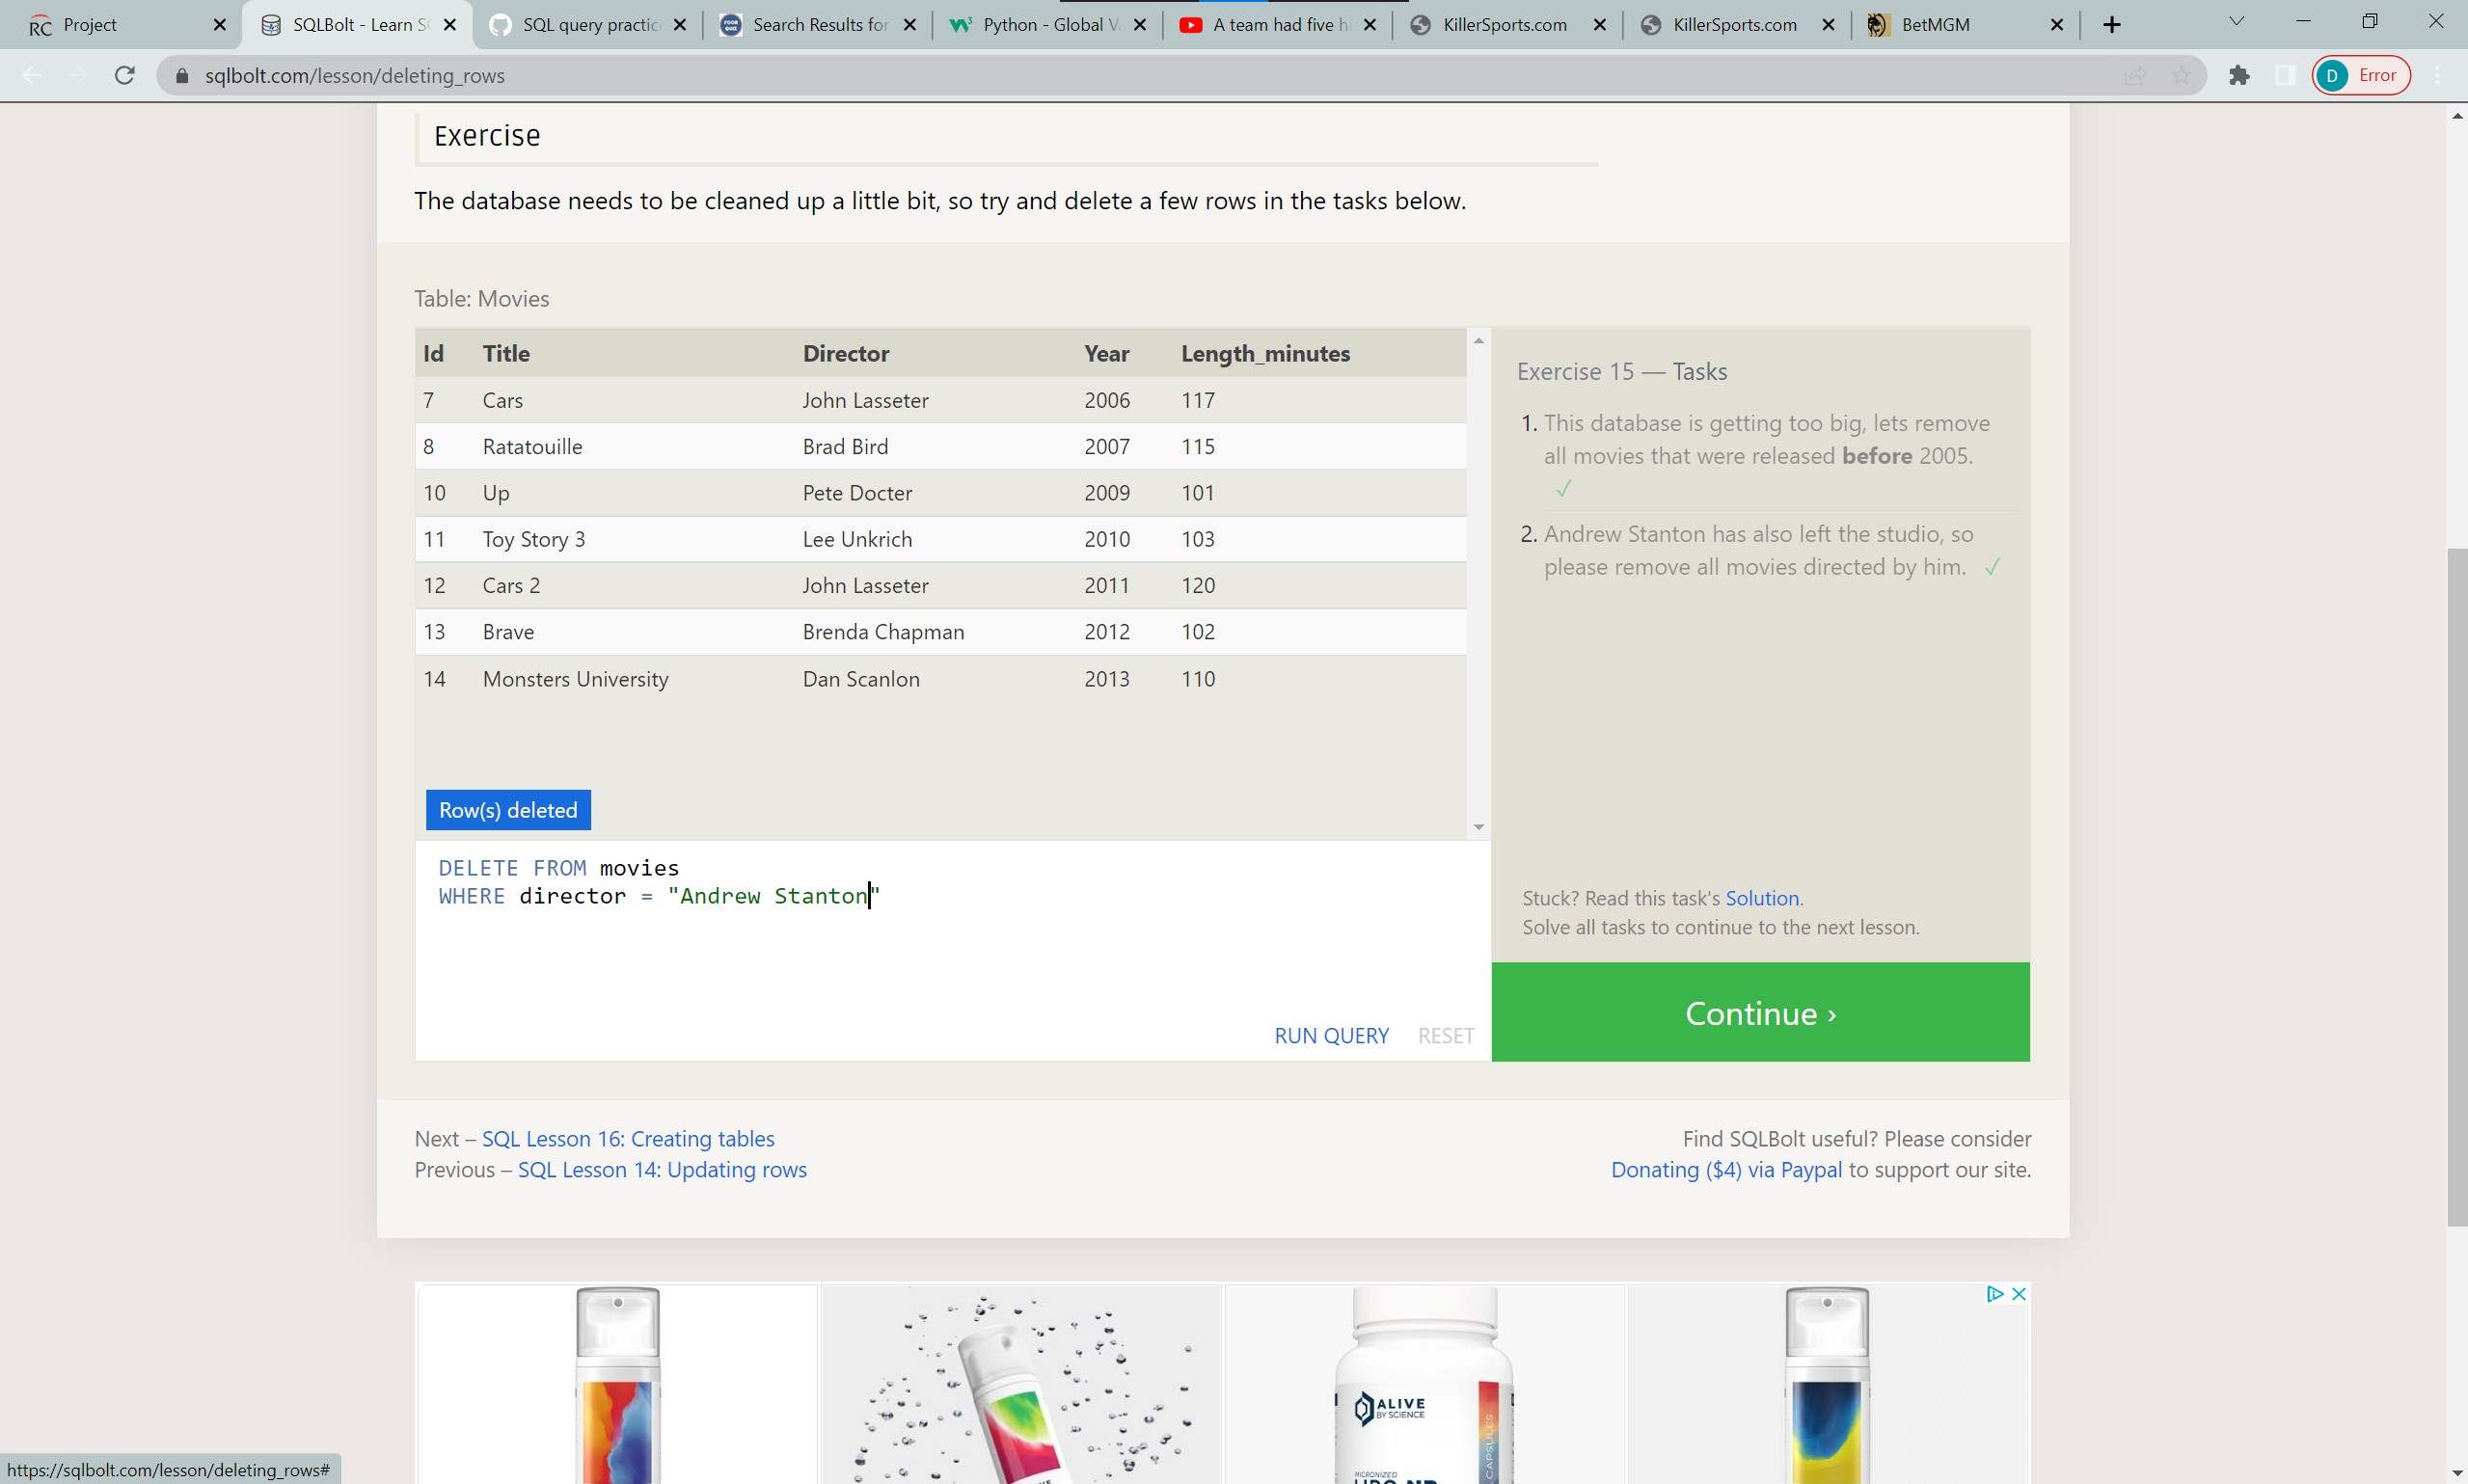 RC Project
SQLBolt - Learn S
SQL query practic
Search Results for
Python - Global V
A team had five hi
KillerSports.com
KillerSports.com
BetMGM
sqlbolt.com/lesson/deleting_rows
D Error
Exercise
The database needs to be cleaned up a little bit, so try and delete a few rows in the tasks below.
Table: Movies
Id Title Director Year Length_minutes
7 Cars John Lasseter 2006 117
8 Ratatouille Brad Bird 2007 115
10 Up Pete Docter 2009 101
11 Toy Story 3 Lee Unkrich 2010 103
12 Cars 2 John Lasseter 2011 120
13 Brave Brenda Chapman 2012 102
14 Monsters University Dan Scanlon 2013 110
Row(s) deleted
DELETE FROM movies
WHERE director = "Andrew Stanton"
RUN QUERY RESET
Exercise 15 — Tasks
1. This database is getting too big, lets remove
all movies that were released before 2005.
✓
2. Andrew Stanton has also left the studio, so
please remove all movies directed by him. ✓
Stuck? Read this task's Solution.
Solve all tasks to continue to the next lesson.
Continue ›
Next – SQL Lesson 16: Creating tables
Previous – SQL Lesson 14: Updating rows
Find SQLBolt useful? Please consider
Donating ($4) via Paypal to support our site.
ALIVE
BY SCIENCE
CAPSULES
MICRONIZED
https://sqlbolt.com/lesson/deleting_rows#